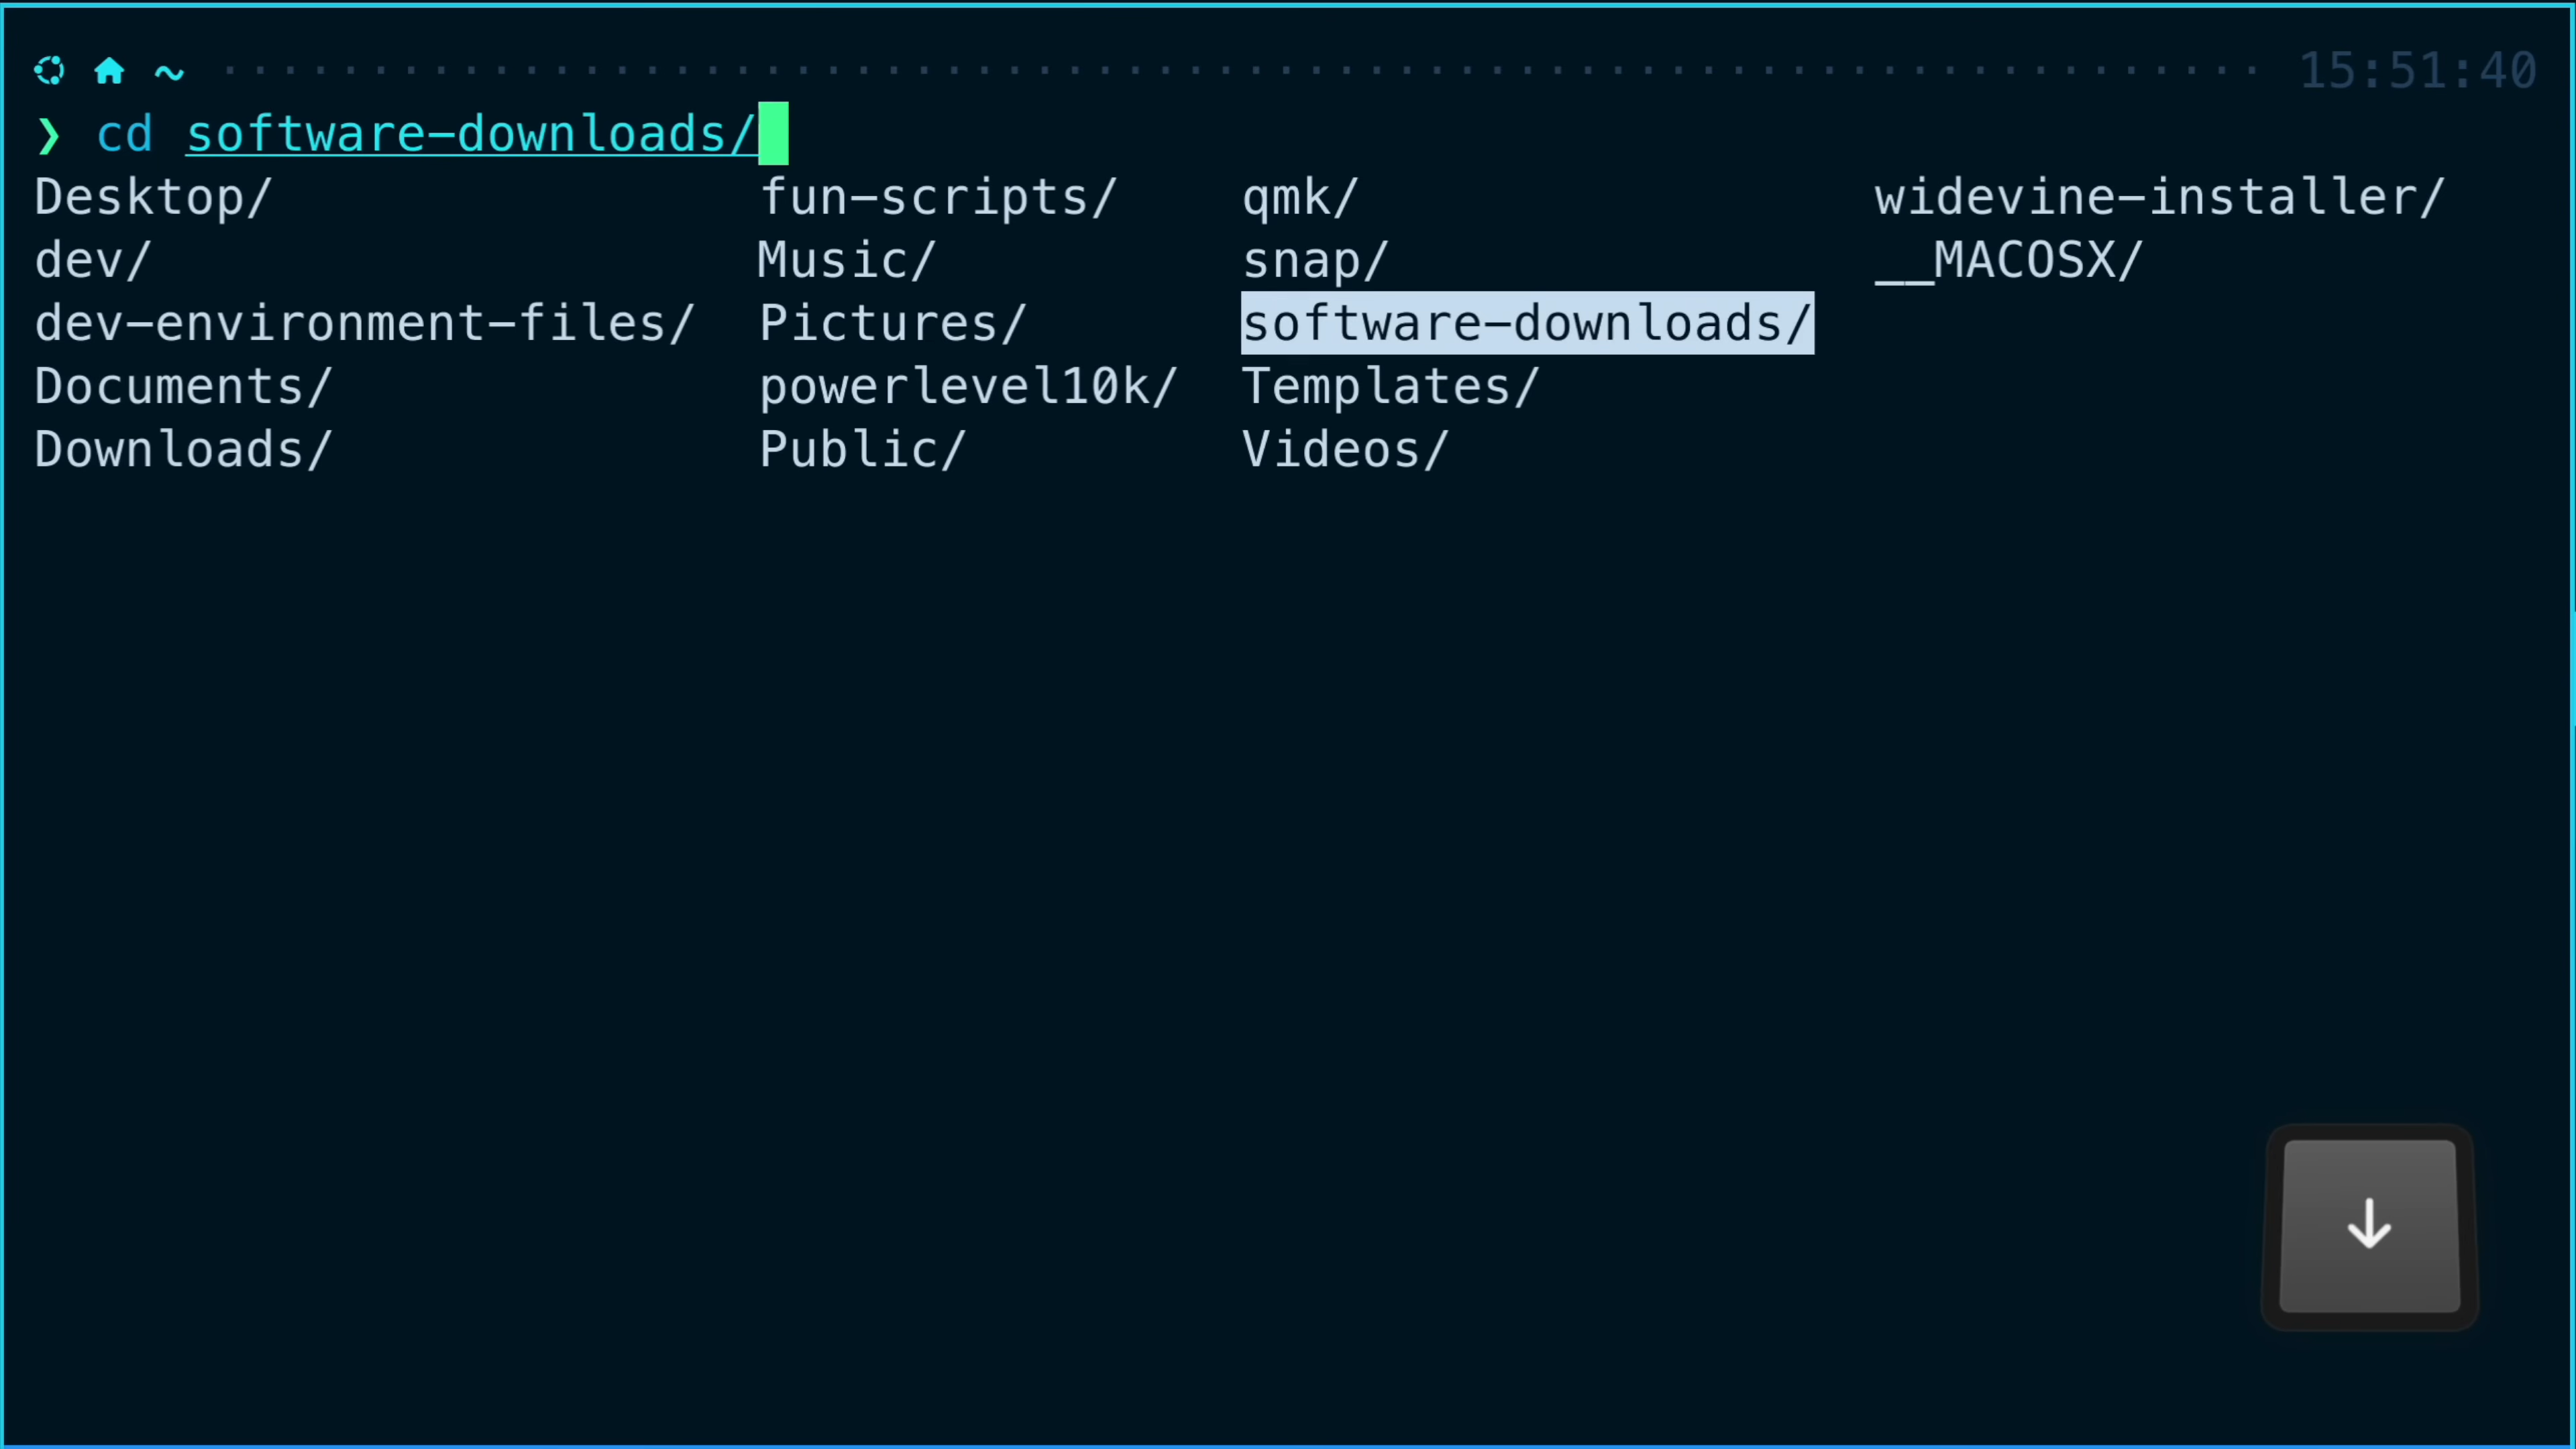 ~ 15:51:40
❯ cd software-downloads/
Desktop/ fun-scripts/ qmk/ widevine-installer/
dev/ Music/ snap/ __MACOSX/
dev-environment-files/ Pictures/ software-downloads/
Documents/ powerlevel10k/ Templates/
Downloads/ Public/ Videos/
↓